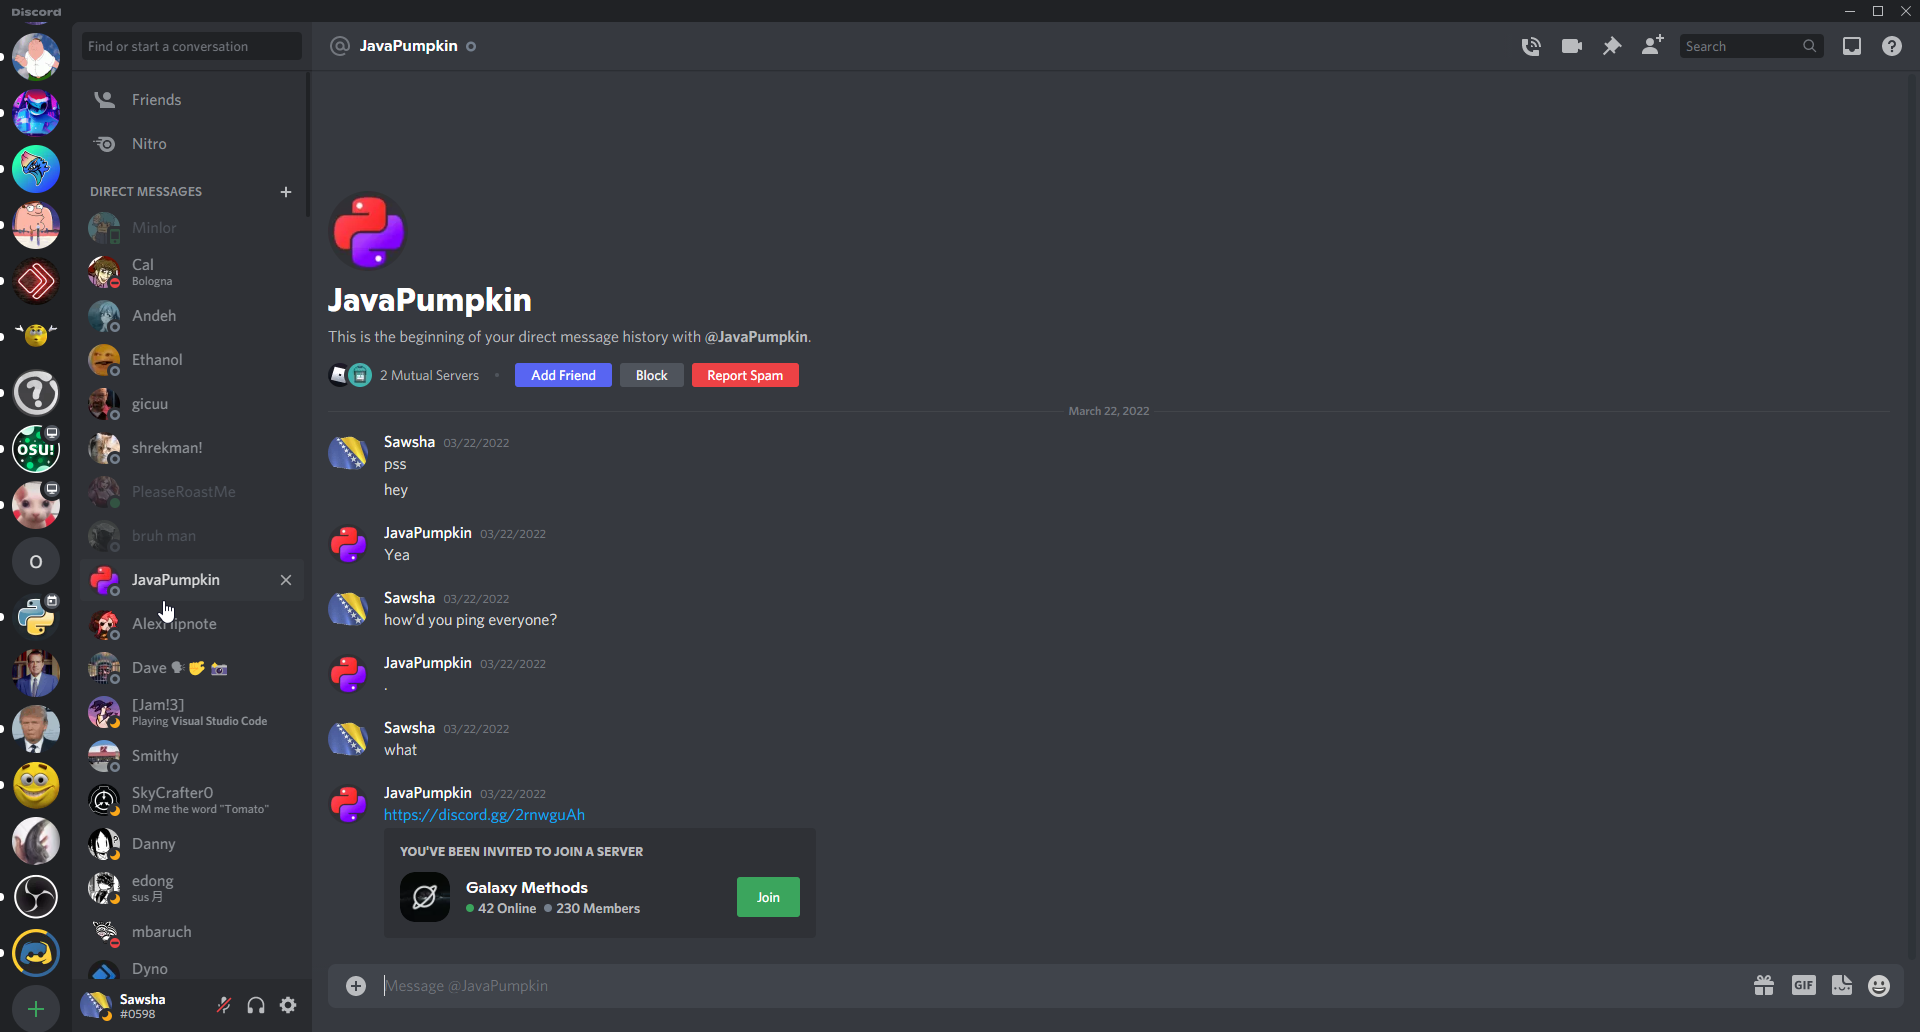 Discord
Find or start a conversation
Friends
Nitro
DIRECT MESSAGES
Minlor
Cal
Bologna
Andeh
Ethanol
gicuu
shrekman!
PleaseRoastMe
bruh man
JavaPumpkin
Dave
[Jam!3]
Playing Visual Studio Code
Smithy
SkyCrafter0
DM me the word "Tomato"
Danny
edong
sus 月
mbaruch
Dyno
Sawsha
#0598
OSU!
O
JavaPumpkin
Search
JavaPumpkin
This is the beginning of your direct message history with @JavaPumpkin.
2 Mutual Servers
Add Friend
Block
Report Spam
March 22, 2022
Sawsha 03/22/2022
pss
hey
JavaPumpkin 03/22/2022
Yea
Sawsha 03/22/2022
how'd you ping everyone?
JavaPumpkin 03/22/2022
.
Sawsha 03/22/2022
what
JavaPumpkin 03/22/2022
https://discord.gg/2rnwguAh
YOU'VE BEEN INVITED TO JOIN A SERVER
Galaxy Methods
42 Online 230 Members
Join
Message @JavaPumpkin
GIF